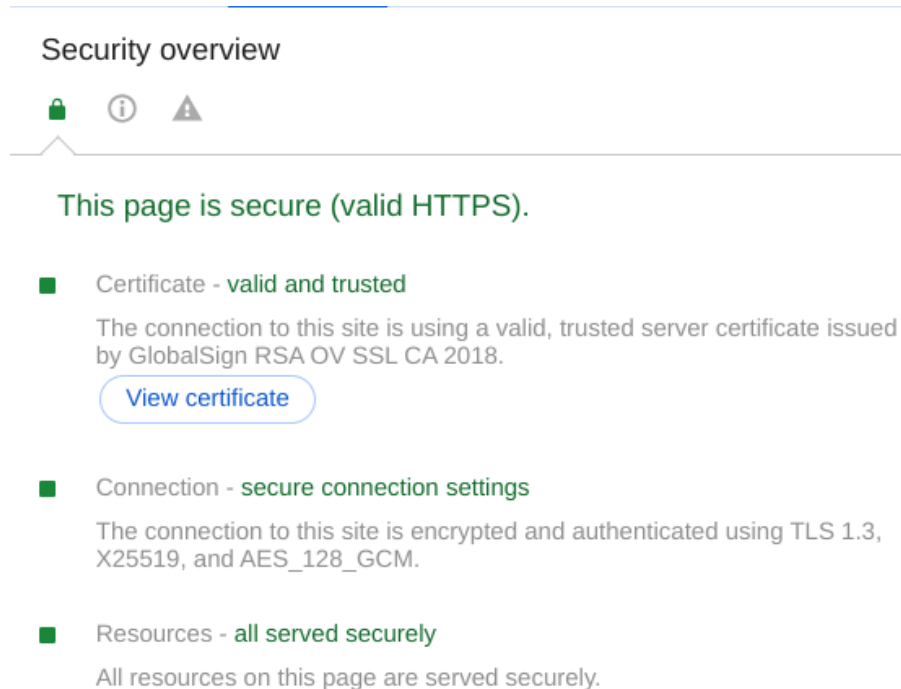 Security overview
This page is secure (valid HTTPS).
Certificate - valid and trusted
The connection to this site is using a valid, trusted server certificate issued
by GlobalSign RSA OV SSL CA 2018.
View certificate
Connection - secure connection settings
The connection to this site is encrypted and authenticated using TLS 1.3,
X25519, and AES_128_GCM.
Resources - all served securely
All resources on this page are served securely.